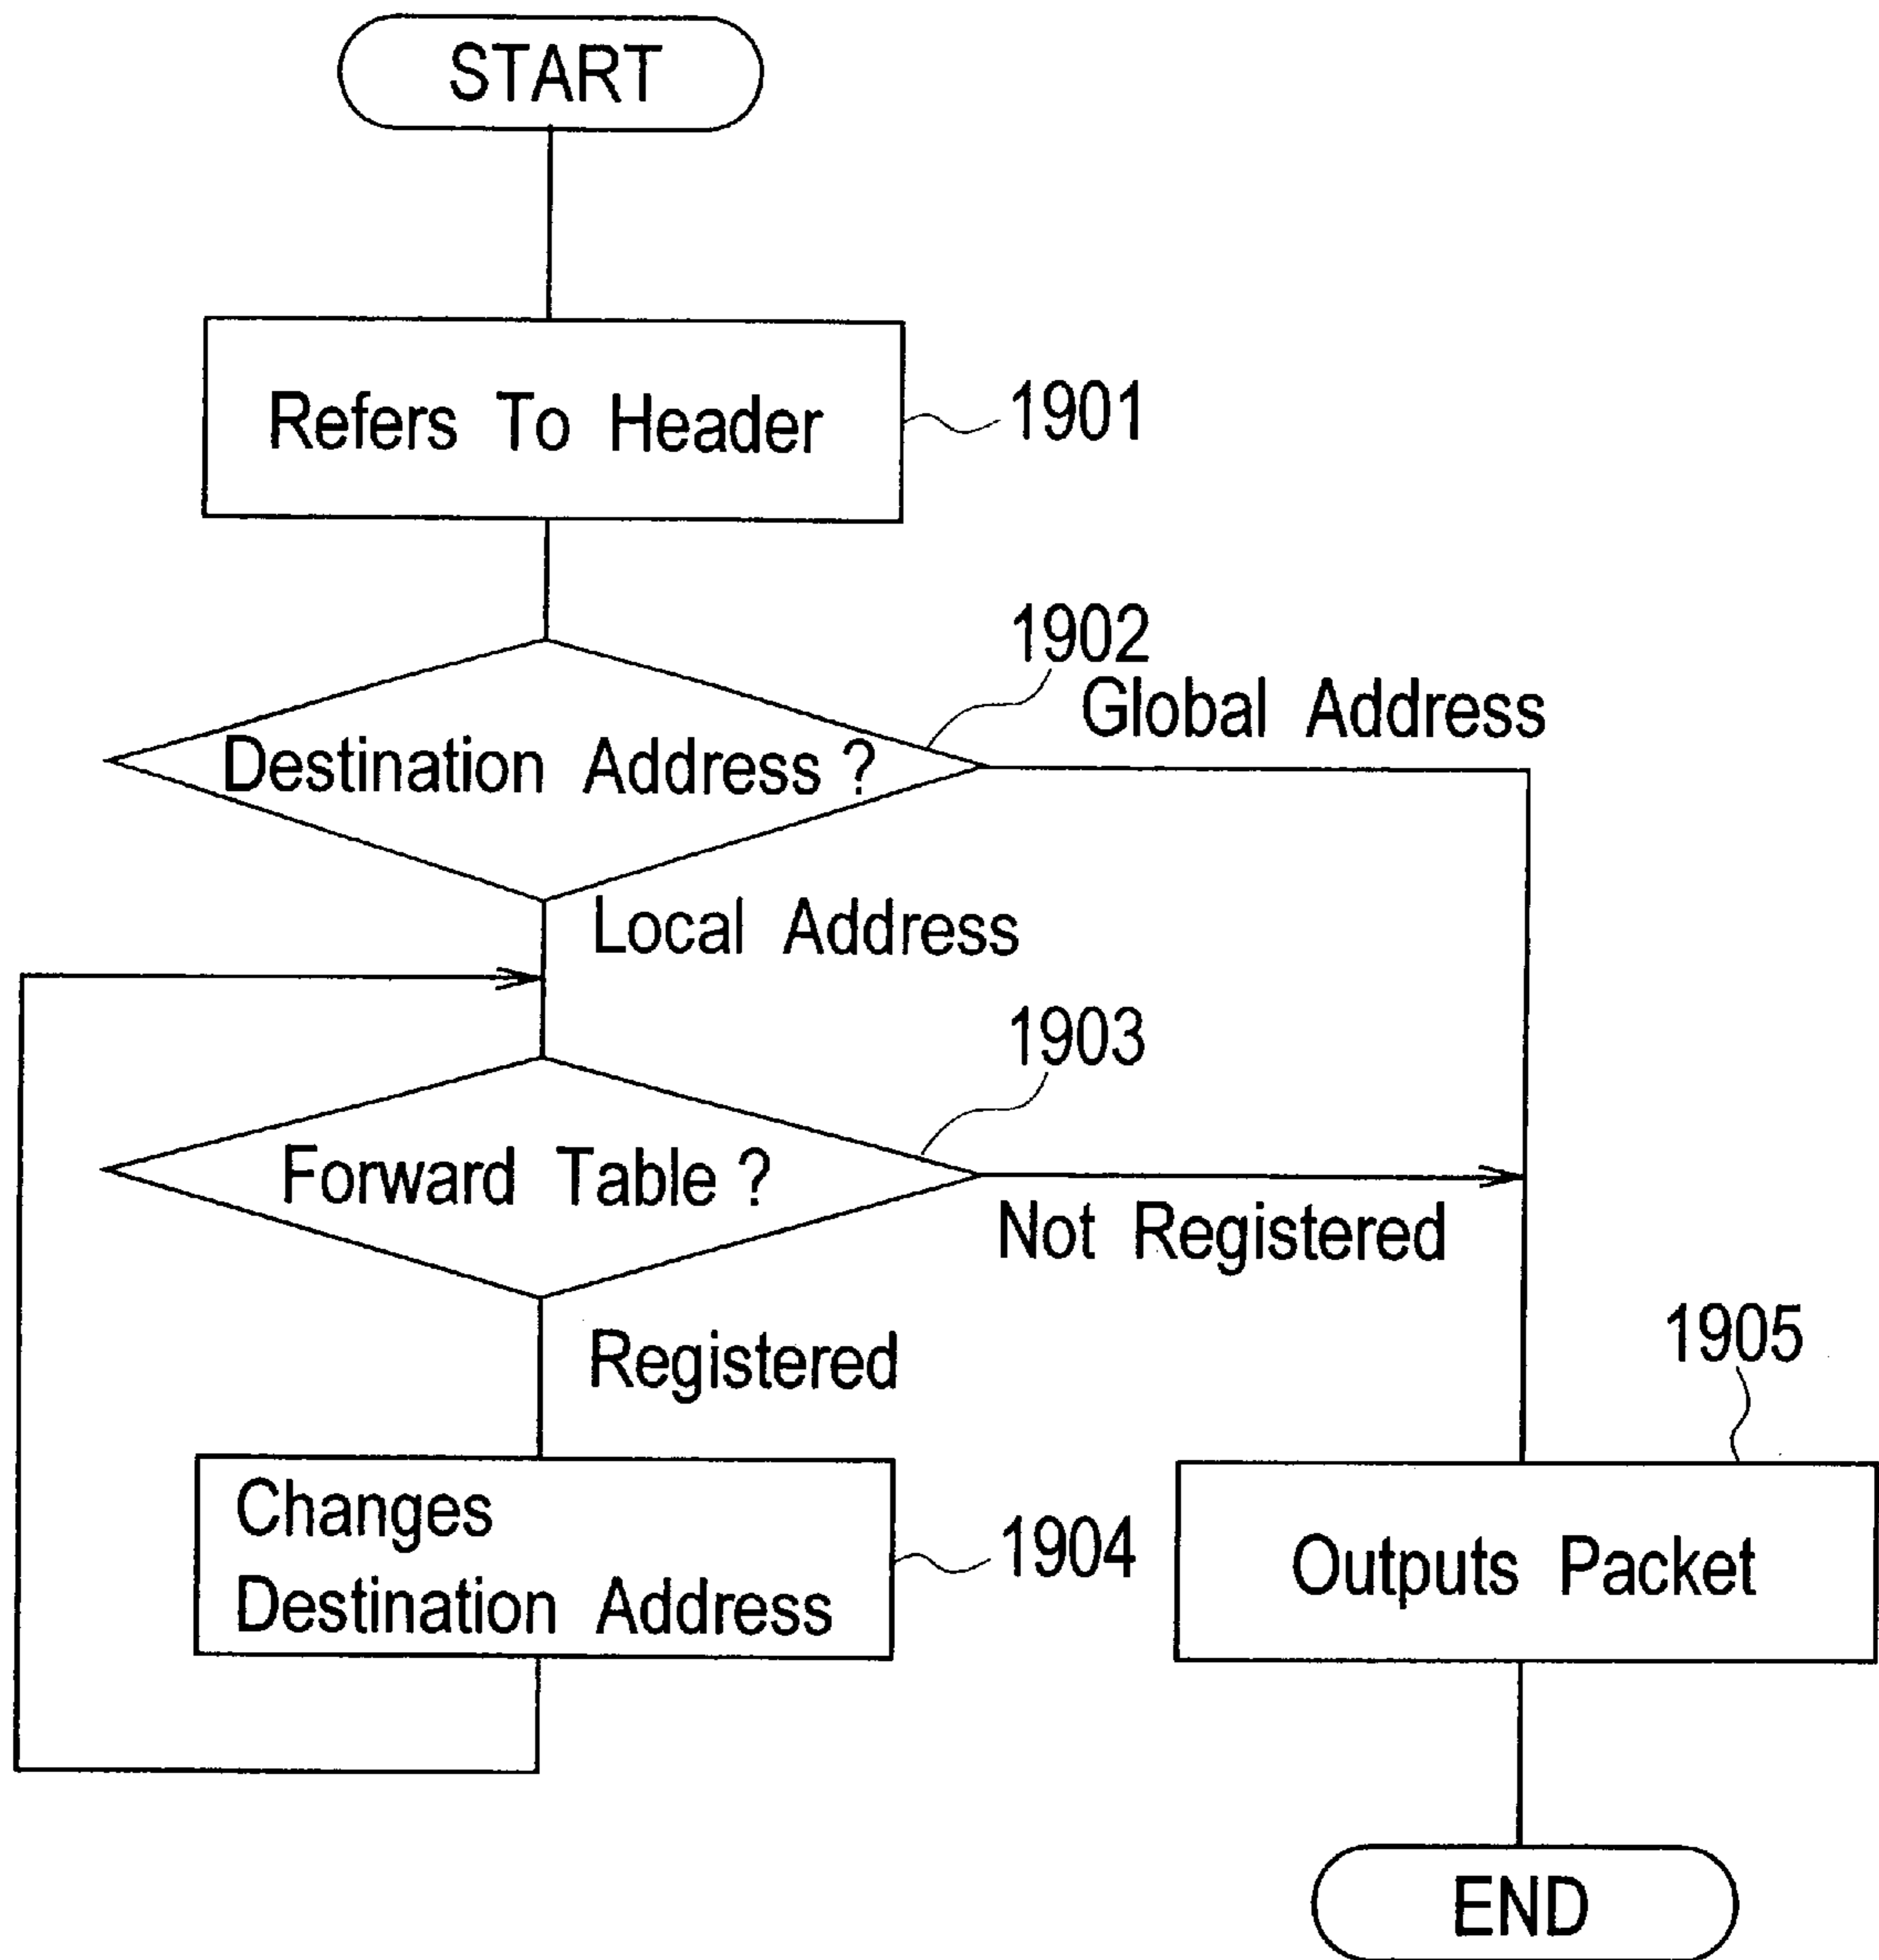 START
Refers To Header
1901
1902
Global Address
Destination Address ?
Local Address
1903
Forward Table ?
Not Registered
Registered
1905
Changes
Destination Address
1904
Outputs Packet
END